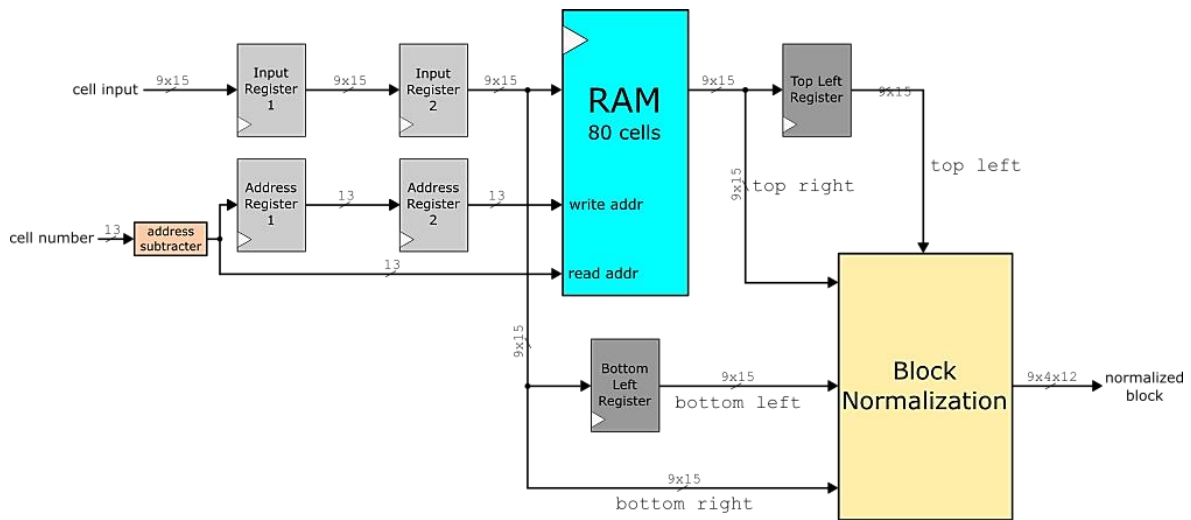 cell input
9x15
Input
Register
1
9x15
Input
Register
2
9x15
RAM
80 cells
9x15
Top Left
Register
9x15
cell number
13
address
subtracter
Address
Register
1
13
Address
Register
2
13
write addr
13
read addr
9x15
top right
top left
9x15
Bottom
Left
Register
9x15
bottom left
9x15
bottom right
Block
Normalization
9x4x12
normalized
block